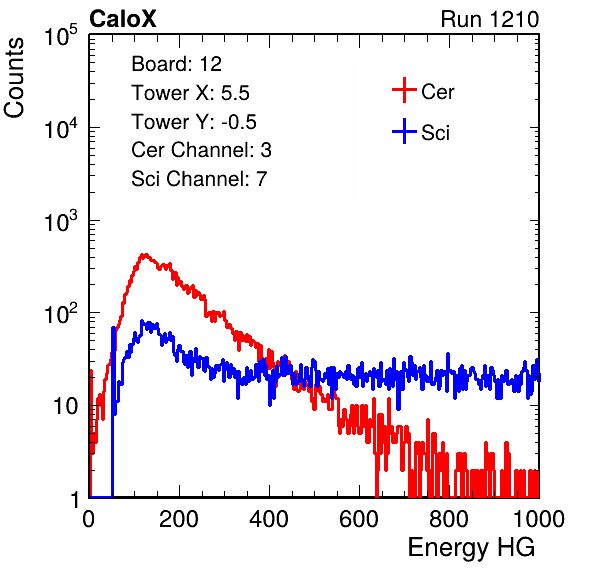 CaloX Run 1210
Counts
10^5
10^4
10^3
10^2
10
1
Board: 12
Tower X: 5.5
Tower Y: -0.5
Cer Channel: 3
Sci Channel: 7
Cer
Sci
0 200 400 600 800 1000
Energy HG